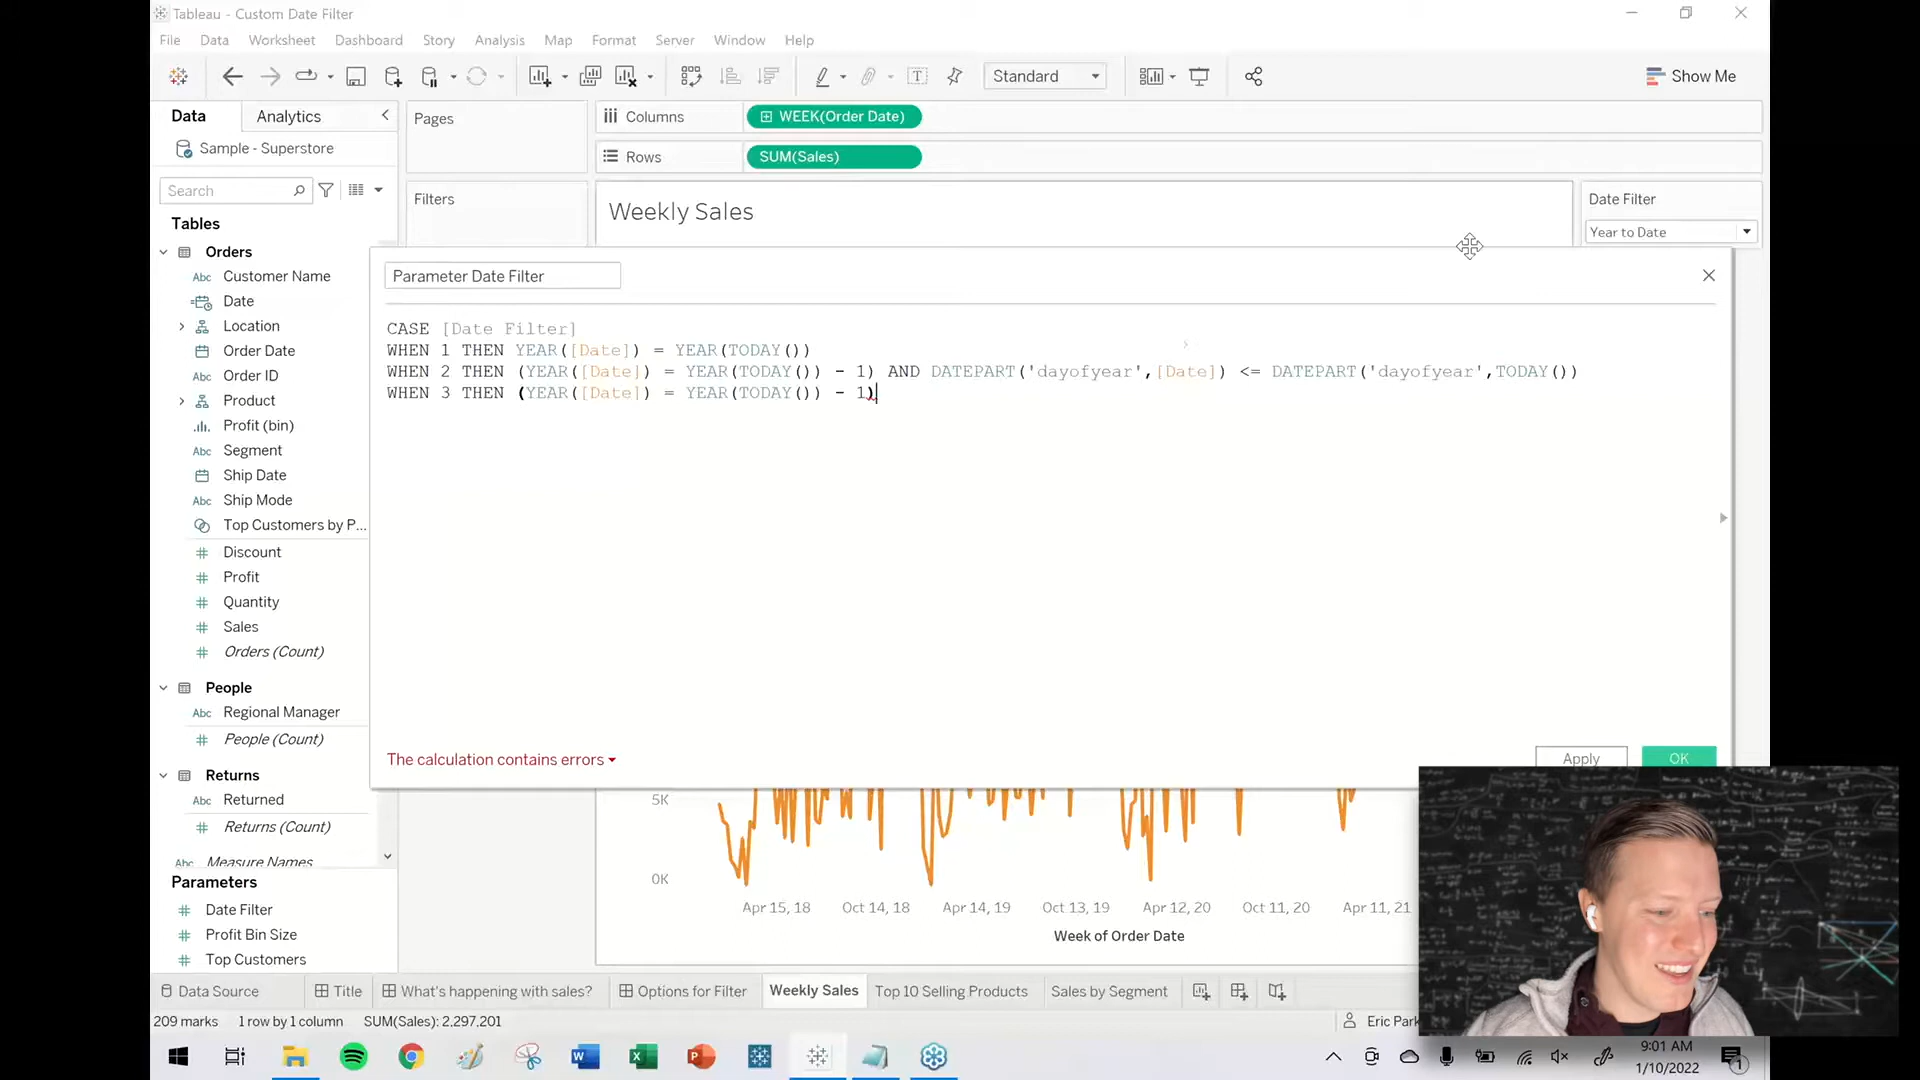 Tableau - Custom Date Filter
File Data Worksheet Dashboard Story Analysis Map Format Server Window Help
Standard
Show Me
Data Analytics
Pages
Columns WEEK(Order Date)
Sample - Superstore
Rows SUM(Sales)
Search
Filters
Weekly Sales
Date Filter
Year to Date
Tables
Orders
Abc Customer Name
Date
Location
Order Date
Abc Order ID
Product
Profit (bin)
Abc Segment
Ship Date
Abc Ship Mode
Top Customers by P...
Discount
Profit
Quantity
Sales
Orders (Count)
People
Abc Regional Manager
People (Count)
Returns
Abc Returned
Returns (Count)
Abc Measure Names
Parameters
Date Filter
Profit Bin Size
Top Customers
Parameter Date Filter
CASE [Date Filter]
WHEN 1 THEN YEAR([Date]) = YEAR(TODAY())
WHEN 2 THEN (YEAR([Date]) = YEAR(TODAY()) - 1) AND DATEPART('dayofyear',[Date]) <= DATEPART('dayofyear',TODAY())
WHEN 3 THEN (YEAR([Date]) = YEAR(TODAY()) - 1)
The calculation contains errors
Apply OK
5K
0K
Apr 15, 18 Oct 14, 18 Apr 14, 19 Oct 13, 19 Apr 12, 20 Oct 11, 20 Apr 11, 21
Week of Order Date
Data Source Title What's happening with sales? Options for Filter Weekly Sales Top 10 Selling Products Sales by Segment
209 marks 1 row by 1 column SUM(Sales): 2,297,201
Eric Park
9:01 AM
1/10/2022
1